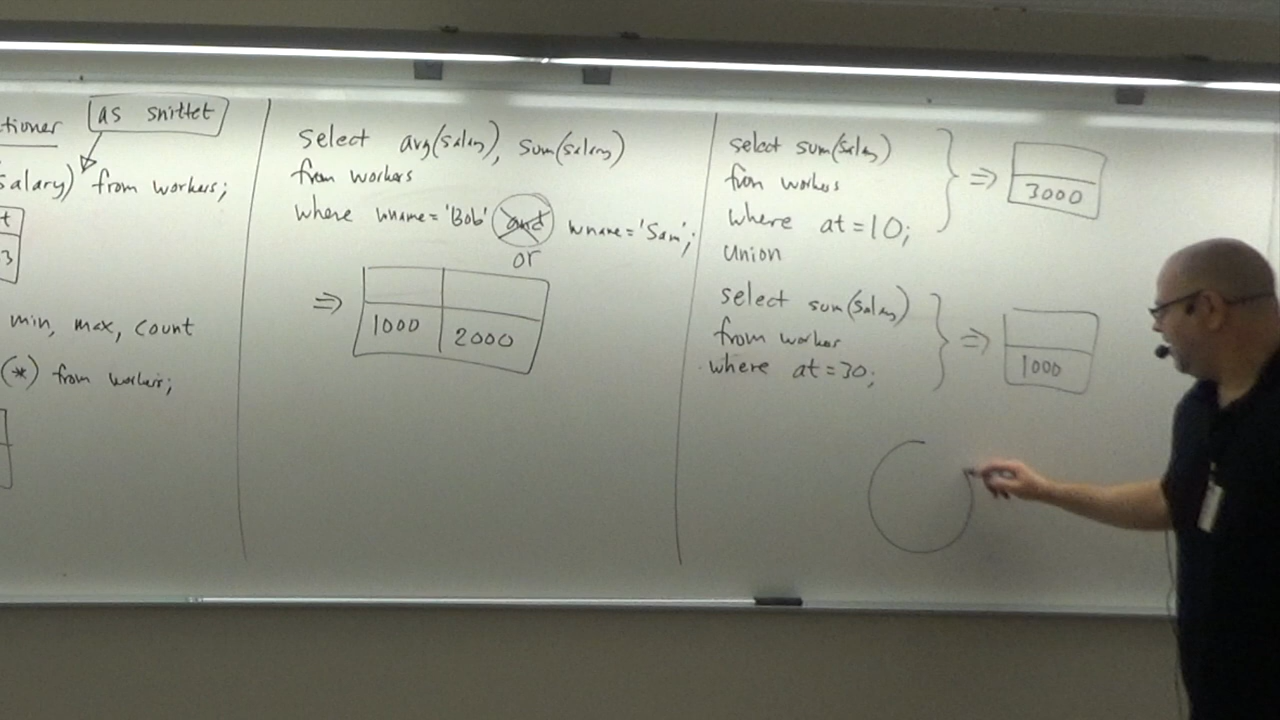 tioner
as snitlet
salary) from workers;
t
3
min, max, count
(*) from workers;
select avg(salary), sum(salary)
from workers
where wname='Bob' and wname='Sam';
or
⇒
1000 2000
select sum(salary)
from workers
where at=10;
⇒
3000
union
select sum(salary)
from worker
where at=30;
⇒
1000